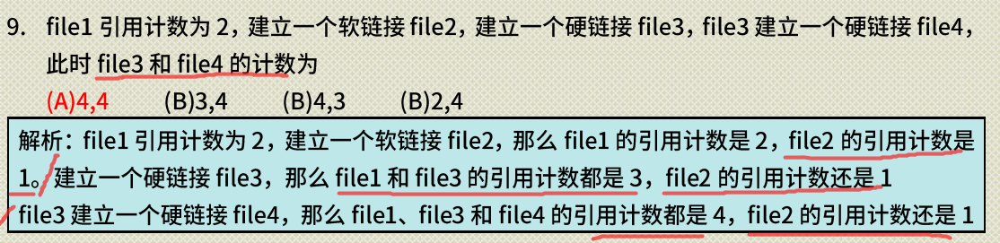 9. file1 引用计数为 2，建立一个软链接 file2，建立一个硬链接 file3，file3 建立一个硬链接 file4，
此时 file3 和 file4 的计数为
(A)4,4 (B)3,4 (B)4,3 (B)2,4
解析：file1 引用计数为 2，建立一个软链接 file2，那么 file1 的引用计数是 2，file2 的引用计数是
1。建立一个硬链接 file3，那么 file1 和 file3 的引用计数都是 3，file2 的引用计数还是 1
file3 建立一个硬链接 file4，那么 file1、file3 和 file4 的引用计数都是 4，file2 的引用计数还是 1